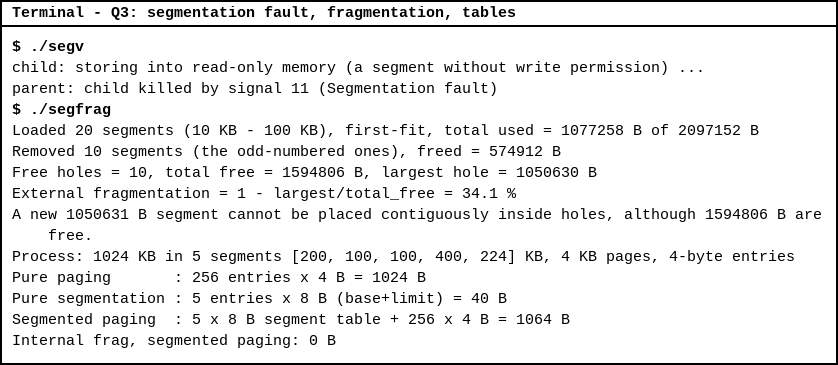 Terminal - Q3: segmentation fault, fragmentation, tables
$ ./segv
child: storing into read-only memory (a segment without write permission) ...
parent: child killed by signal 11 (Segmentation fault)
$ ./segfrag
Loaded 20 segments (10 KB - 100 KB), first-fit, total used = 1077258 B of 2097152 B
Removed 10 segments (the odd-numbered ones), freed = 574912 B
Free holes = 10, total free = 1594806 B, largest hole = 1050630 B
External fragmentation = 1 - largest/total_free = 34.1 %
A new 1050631 B segment cannot be placed contiguously inside holes, although 1594806 B are
    free.
Process: 1024 KB in 5 segments [200, 100, 100, 400, 224] KB, 4 KB pages, 4-byte entries
Pure paging       : 256 entries x 4 B = 1024 B
Pure segmentation : 5 entries x 8 B (base+limit) = 40 B
Segmented paging  : 5 x 8 B segment table + 256 x 4 B = 1064 B
Internal frag, segmented paging: 0 B